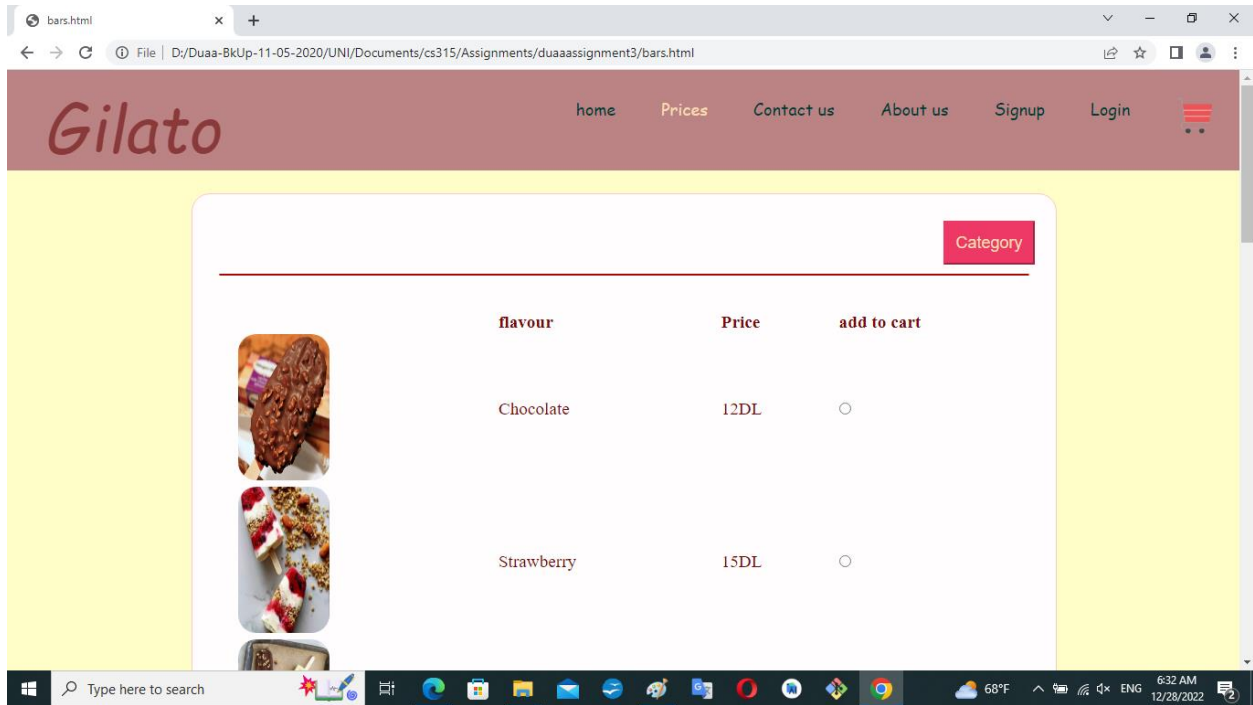 bars.html
File | D:/Duaa-BkUp-11-05-2020/UNI/Documents/cs315/Assignments/duaaassignment3/bars.html
Gilato
home Prices Contact us About us Signup Login
Category
flavour Price add to cart
Chocolate 12DL
Strawberry 15DL
Type here to search
68°F ENG 6:32 AM
12/28/2022
2